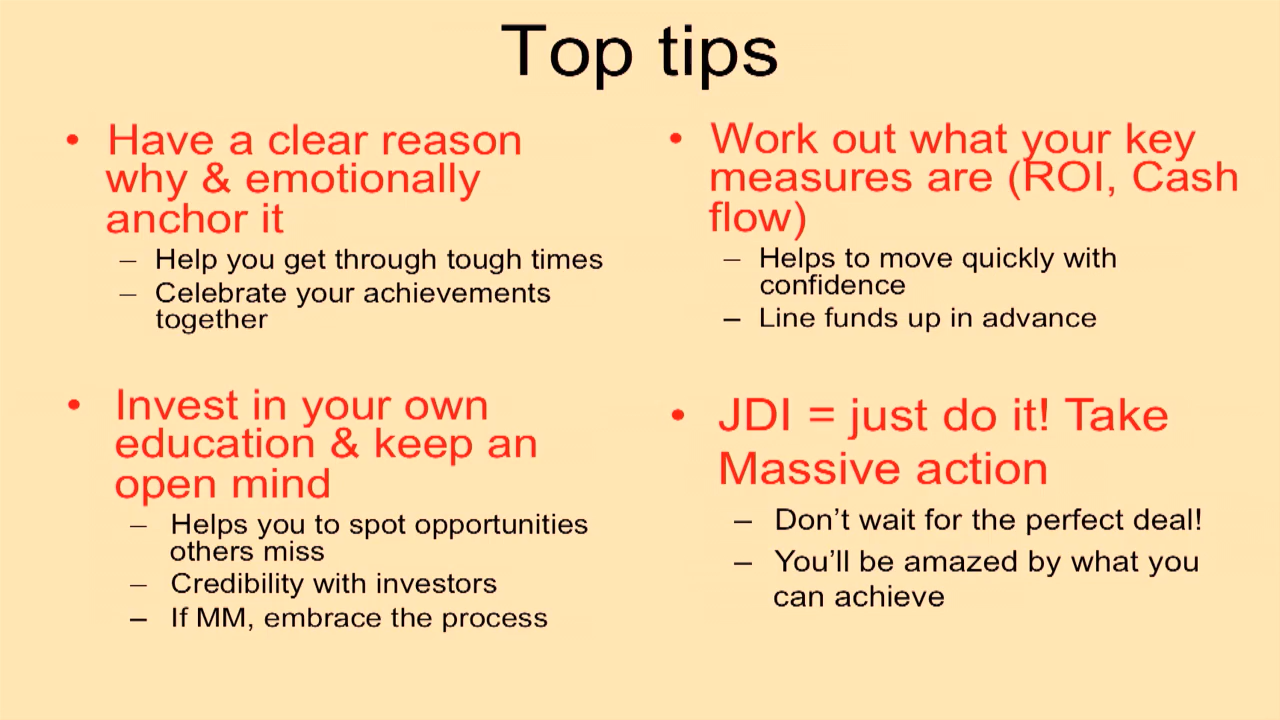 Top tips
• Have a clear reason
why & emotionally
anchor it
– Help you get through tough times
– Celebrate your achievements
together
• Invest in your own
education & keep an
open mind
– Helps you to spot opportunities
others miss
– Credibility with investors
– If MM, embrace the process
• Work out what your key
measures are (ROI, Cash
flow)
– Helps to move quickly with
confidence
– Line funds up in advance
• JDI = just do it! Take
Massive action
– Don’t wait for the perfect deal!
– You’ll be amazed by what you
can achieve